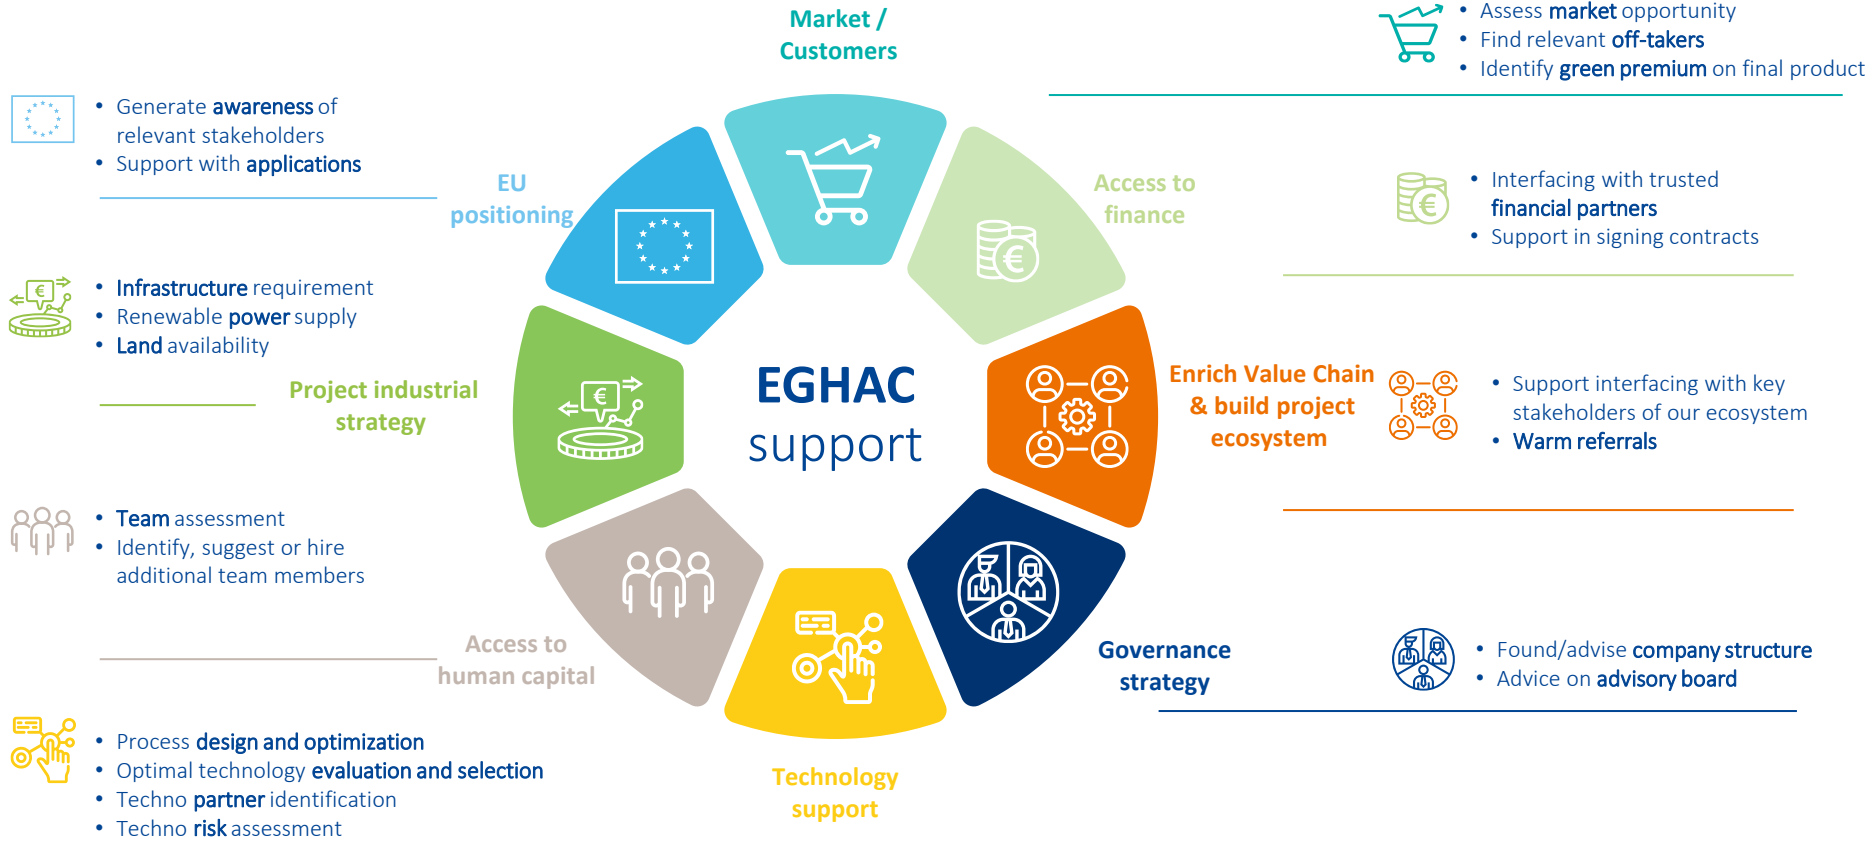 Market /
Customers
• Assess market opportunity
• Find relevant off-takers
• Identify green premium on final product
• Generate awareness of
relevant stakeholders
• Support with applications
EU
positioning
Access to
finance
• Interfacing with trusted
financial partners
• Support in signing contracts
• Infrastructure requirement
• Renewable power supply
• Land availability
Project industrial
strategy
EGHAC
support
Enrich Value Chain
& build project
ecosystem
• Support interfacing with key
stakeholders of our ecosystem
• Warm referrals
• Team assessment
• Identify, suggest or hire
additional team members
Access to
human capital
Governance
strategy
• Found/advise company structure
• Advice on advisory board
• Process design and optimization
• Optimal technology evaluation and selection
• Techno partner identification
• Techno risk assessment
Technology
support